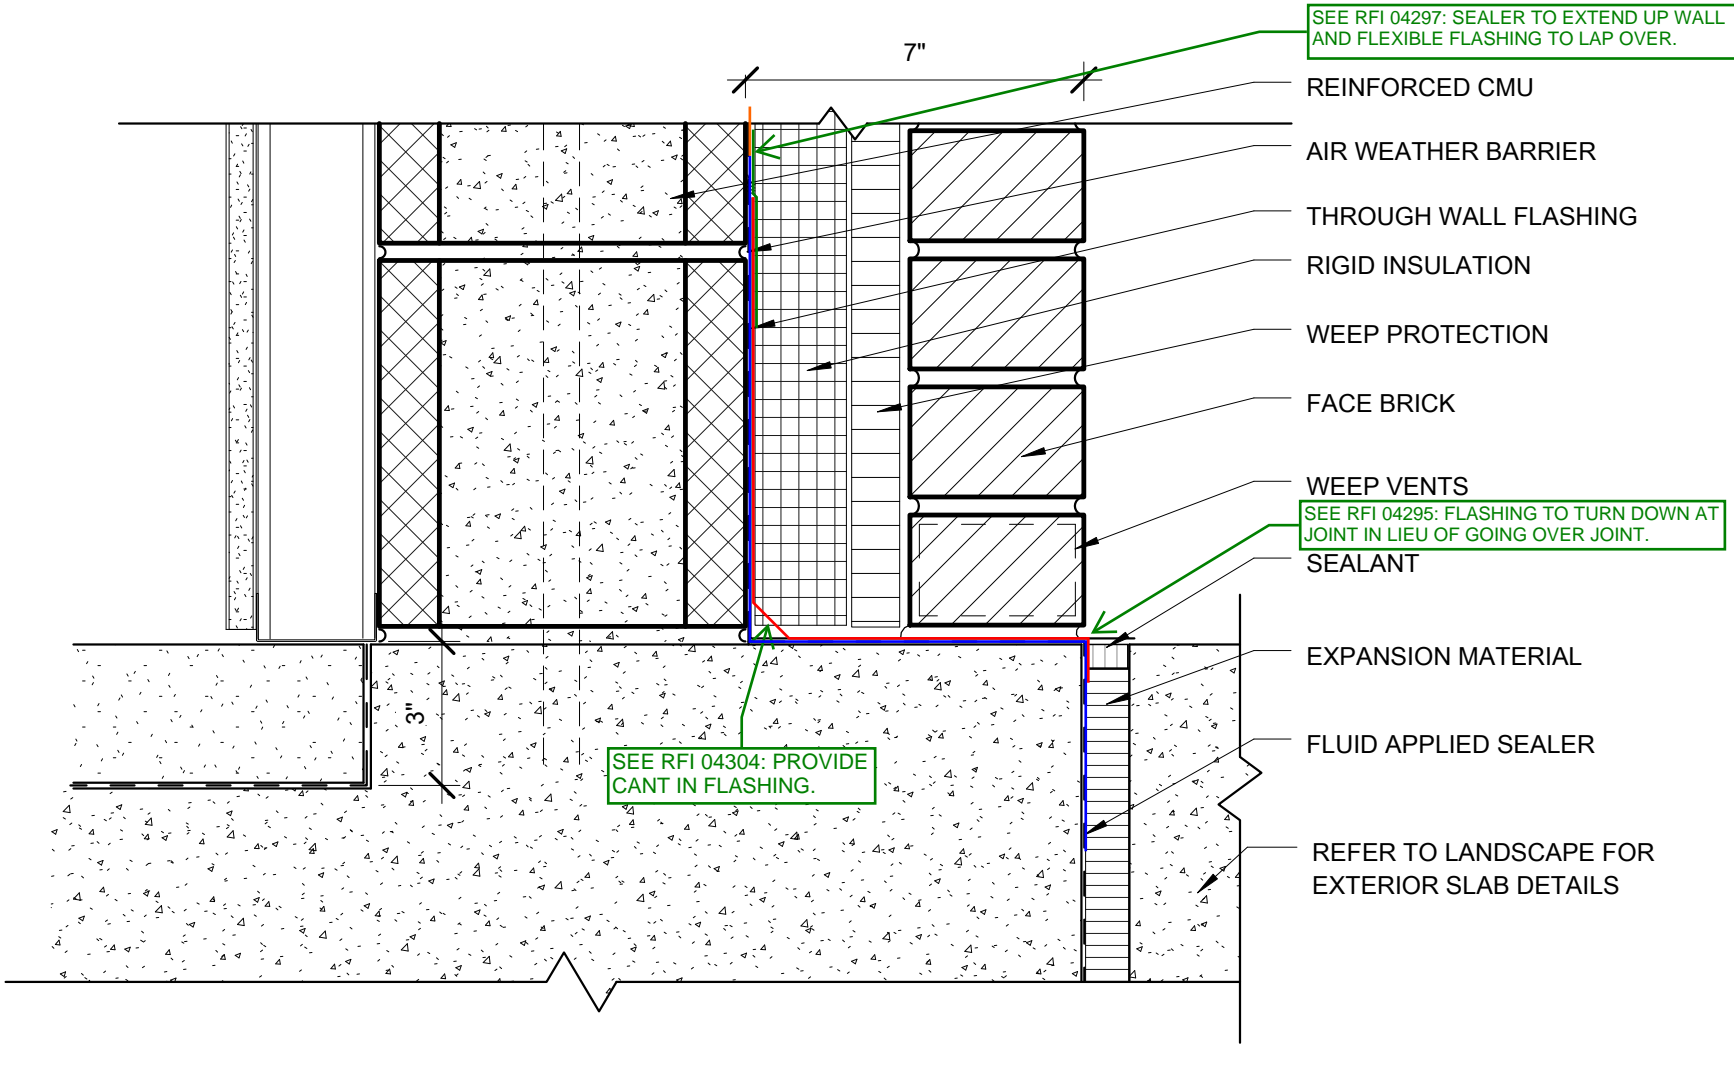 7"
SEE RFI 04297: SEALER TO EXTEND UP WALL
AND FLEXIBLE FLASHING TO LAP OVER.
REINFORCED CMU
AIR WEATHER BARRIER
THROUGH WALL FLASHING
RIGID INSULATION
WEEP PROTECTION
FACE BRICK
WEEP VENTS
SEE RFI 04295: FLASHING TO TURN DOWN AT
JOINT IN LIEU OF GOING OVER JOINT.
SEALANT
EXPANSION MATERIAL
3"
FLUID APPLIED SEALER
SEE RFI 04304: PROVIDE
CANT IN FLASHING.
REFER TO LANDSCAPE FOR
EXTERIOR SLAB DETAILS